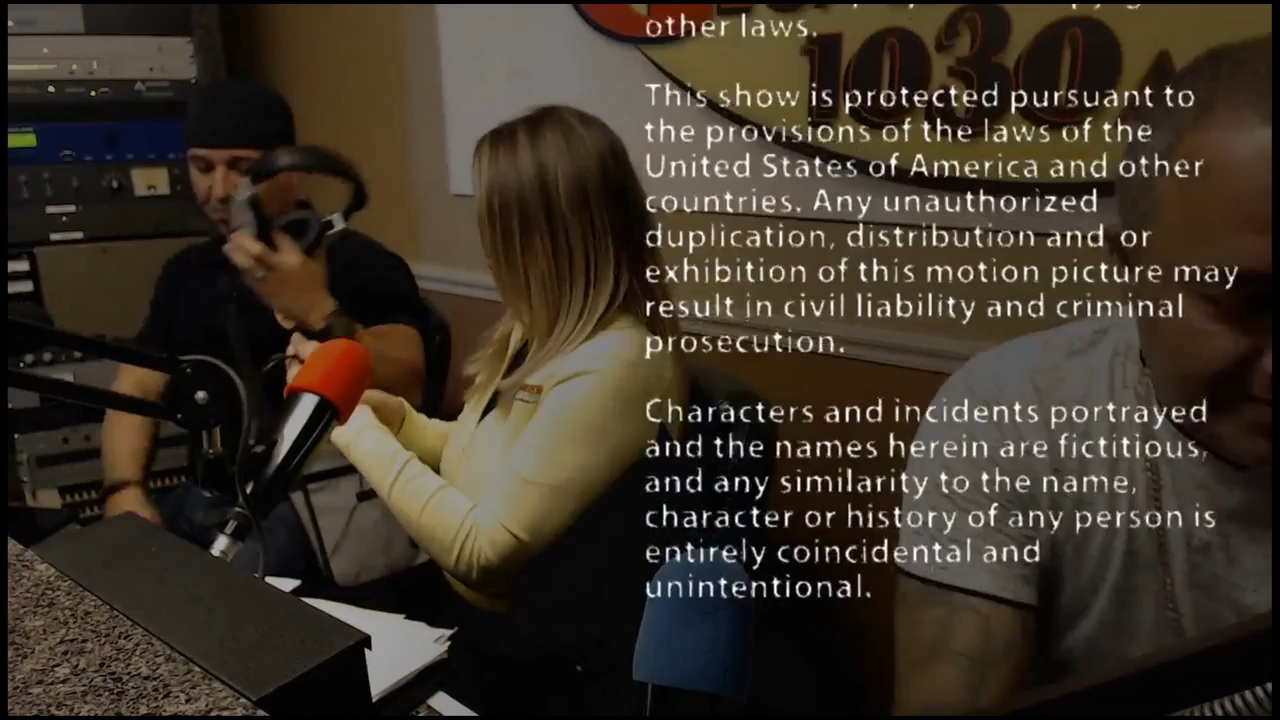 other laws.
1030
This show is protected pursuant to
the provisions of the laws of the
United States of America and other
countries. Any unauthorized
duplication, distribution and or
exhibition of this motion picture may
result in civil liability and criminal
prosecution.
Characters and incidents portrayed
and the names herein are fictitious,
and any similarity to the name,
character or history of any person is
entirely coincidental and
unintentional.